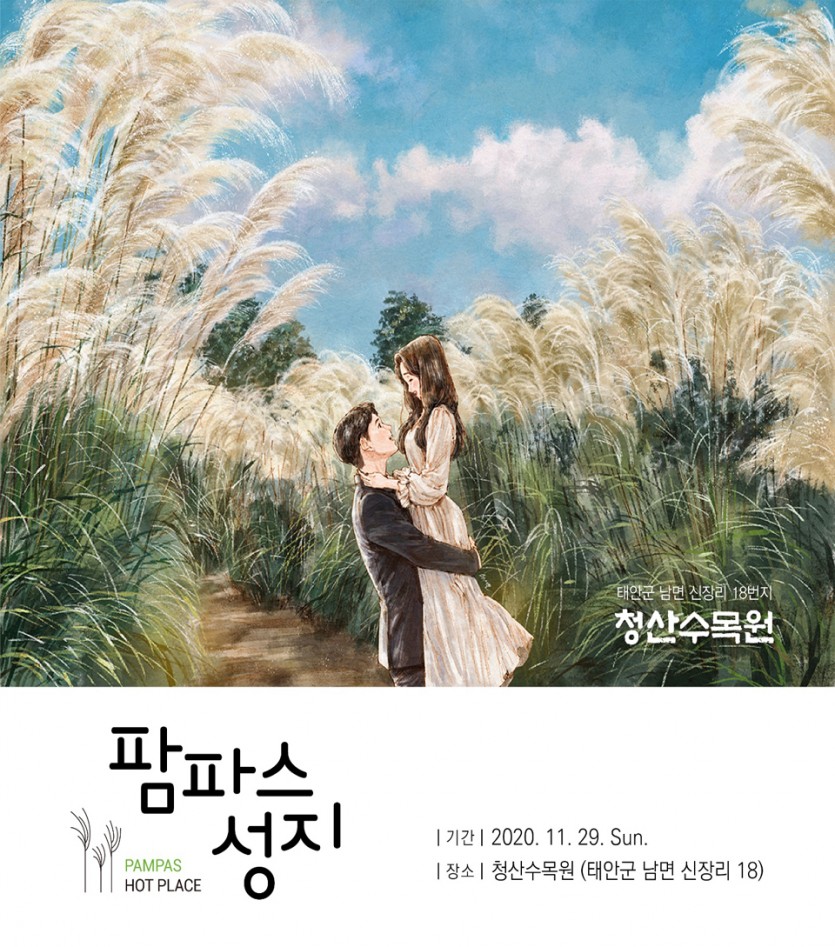 태안군 남면 신장리 18번지
청산수목원
팜파스
성지
PAMPAS
HOT PLACE
| 기간 | 2020. 11. 29. Sun.
| 장소 | 청산수목원 (태안군 남면 신장리 18)